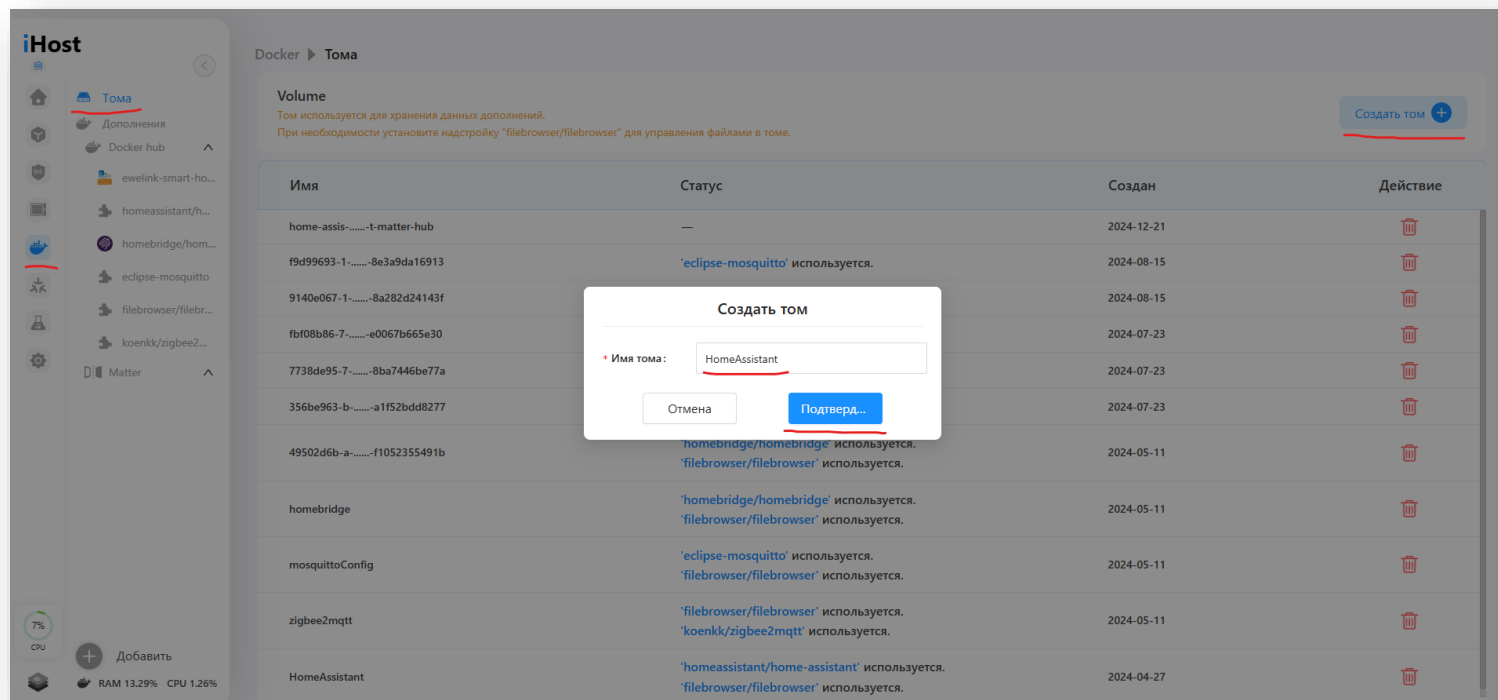 iHost
Тома
Дополнения
Docker hub
ewelink-smart-ho...
homeassistant/h...
homebridge/hom...
eclipse-mosquitto
filebrowser/filebr...
koenkk/zigbee2...
Matter
7%
CPU
Добавить
RAM 13.29% CPU 1.26%
Docker Тома
Volume
Том используется для хранения данных дополнений.
При необходимости установите надстройку "filebrowser/filebrowser" для управления файлами в томе.
Создать том
Имя Статус Создан Действие
home-assis-......-t-matter-hub — 2024-12-21
f9d99693-1-......-8e3a9da16913 'eclipse-mosquitto' используется. 2024-08-15
9140e067-1-......-8a282d24143f 2024-08-15
fbf08b86-7-......-e0067b665e30 2024-07-23
7738de95-7-......-8ba7446be77a 2024-07-23
356be963-b-......-a1f52bdd8277 2024-07-23
Создать том
* Имя тома: HomeAssistant
Отмена Подтверд...
49502d6b-a-......-f1052355491b 'homebridge/homebridge' используется. 2024-05-11
'filebrowser/filebrowser' используется.
homebridge 'homebridge/homebridge' используется. 2024-05-11
'filebrowser/filebrowser' используется.
mosquittoConfig 'eclipse-mosquitto' используется. 2024-05-11
'filebrowser/filebrowser' используется.
zigbee2mqtt 'filebrowser/filebrowser' используется. 2024-05-11
'koenkk/zigbee2mqtt' используется.
HomeAssistant 'homeassistant/home-assistant' используется. 2024-04-27
'filebrowser/filebrowser' используется.